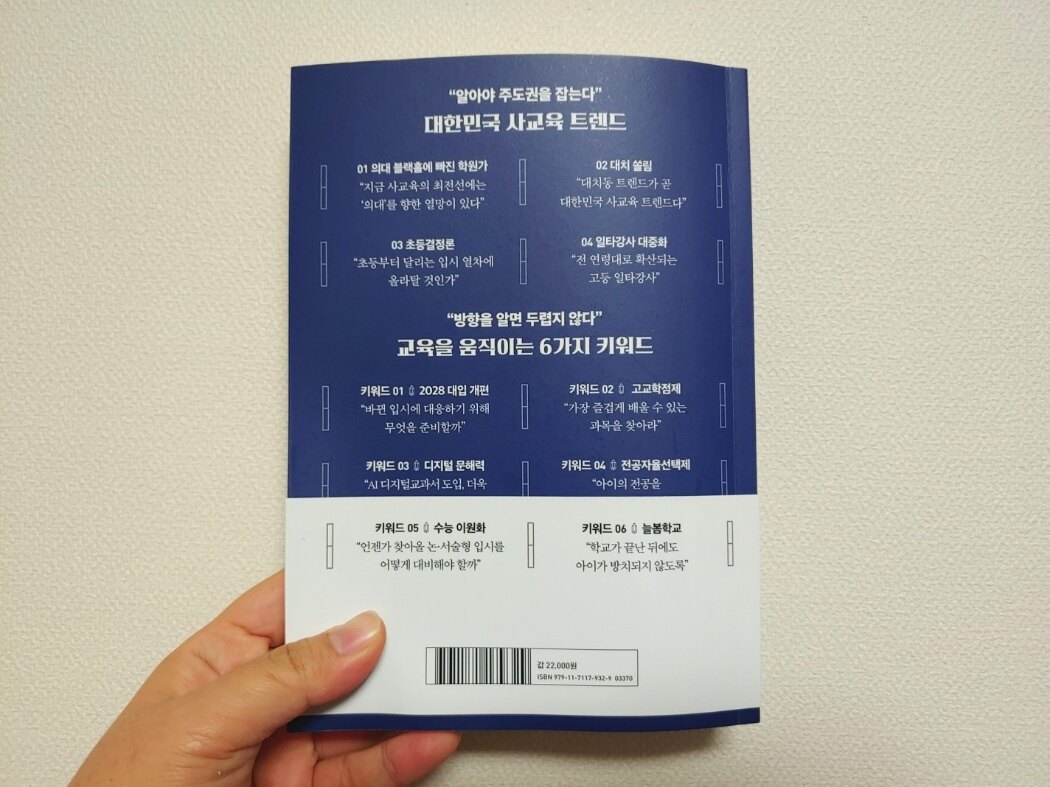 “알아야 주도권을 잡는다”
대한민국 사교육 트렌드
01 의대 블랙홀에 빠진 학원가
“지금 사교육의 최전선에는
‘의대’를 향한 열망이 있다”
02 대치 쏠림
“대치동 트렌드가 곧
대한민국 사교육 트렌드다”
03 초등결정론
“초등부터 달리는 입시 열차에
올라탈 것인가”
04 일타강사 대중화
“전 연령대로 확산되는
고등 일타강사”
“방향을 알면 두렵지 않다”
교육을 움직이는 6가지 키워드
키워드 01 2028 대입 개편
“바뀐 입시에 대응하기 위해
무엇을 준비할까”
키워드 02 고교학점제
“가장 즐겁게 배울 수 있는
과목을 찾아라”
키워드 03 디지털 문해력
“AI 디지털교과서 도입, 더욱
키워드 04 전공자율선택제
“아이의 전공을
키워드 05 수능 이원화
“언젠가 찾아올 논·서술형 입시를
어떻게 대비해야 할까”
키워드 06 늘봄학교
“학교가 끝난 뒤에도
아이가 방치되지 않도록”
값 22,000원
ISBN 979-11-7117-932-9 03370